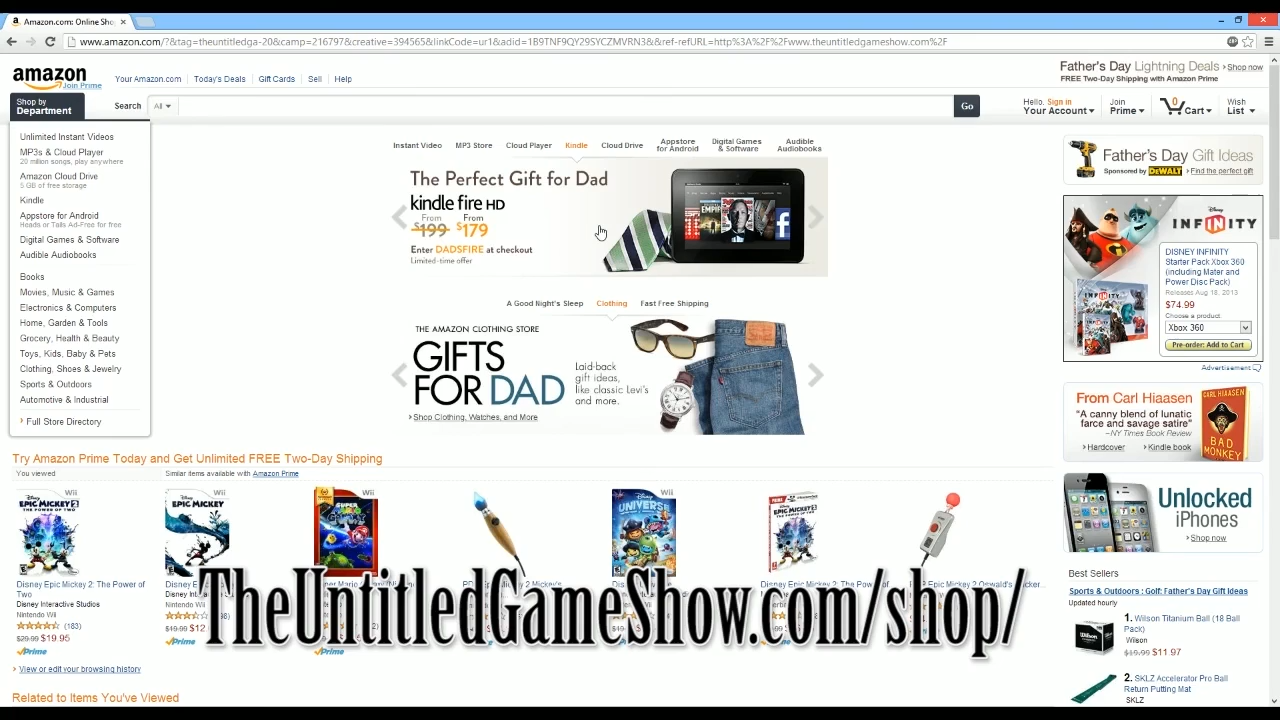 Amazon.com: Online Sho
www.amazon.com/?&tag=theuntitledga-20&camp=216797&creative=394565&linkCode=ur1&adid=1B9TNF9QY29SYCZMVRN3&&ref-refURL=http%3A%2F%2Fwww.theuntitledgameshow.com%2F
amazon
Join Prime
Your Amazon.com Today's Deals Gift Cards Sell Help
Father's Day Lightning Deals Shop now
FREE Two-Day Shipping with Amazon Prime
Shop by
Department
Search All Go
Hello. Sign in
Your Account
Join
Prime
0
Cart
Wish
List
Unlimited Instant Videos
MP3s & Cloud Player
20 million songs, play anywhere
Amazon Cloud Drive
5 GB of free storage
Kindle
Appstore for Android
Heads or Tails Ad-Free for free
Digital Games & Software
Audible Audiobooks
Books
Movies, Music & Games
Electronics & Computers
Home, Garden & Tools
Grocery, Health & Beauty
Toys, Kids, Baby & Pets
Clothing, Shoes & Jewelry
Sports & Outdoors
Automotive & Industrial
Full Store Directory
Instant Video MP3 Store Cloud Player Kindle Cloud Drive Appstore for Android Digital Games & Software Audible Audiobooks
The Perfect Gift for Dad
kindle fire HD
From From
$199 $179
Enter DADSFIRE at checkout
Limited-time offer
A Good Night's Sleep Clothing Fast Free Shipping
THE AMAZON CLOTHING STORE
GIFTS
FOR DAD
Laid-back
gift ideas,
like classic Levi's
and more.
Shop Clothing, Watches, and More
Father's Day Gift Ideas
Sponsored by DEWALT Find the perfect gift
Disney
INFINITY
DISNEY INFINITY
Starter Pack Xbox 360
(including Mater and
Power Disc Pack)
Releases Aug 18, 2013
$74.99
Choose a product:
Xbox 360
Pre-order: Add to Cart
Advertisement
From Carl Hiaasen
"A canny blend of lunatic
farce and savage satire"
–NY Times Book Review
Hardcover Kindle book
CARL HIAASEN
BAD
MONKEY
Unlocked
iPhones
Shop now
Try Amazon Prime Today and Get Unlimited FREE Two-Day Shipping
You viewed Similar items available with Amazon Prime
Disney Epic Mickey 2: The Power of
Two
Disney Interactive Studios
Nintendo Wii
(183)
$29.99 $19.95
Prime
View or edit your browsing history
Related to Items You've Viewed
TheUntitledGameShow.com/shop/
Best Sellers
Sports & Outdoors : Golf: Father's Day Gift Ideas
Updated hourly
1. Wilson Titanium Ball (18 Ball
Pack)
Wilson
$19.99 $11.97
2. SKLZ Accelerator Pro Ball
Return Putting Mat
SKLZ